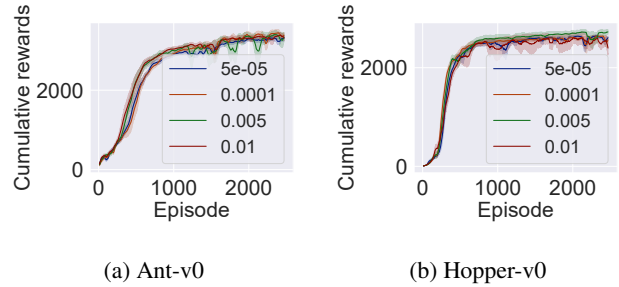 Cumulative rewards
2000
0
5e-05
0.0001
0.005
0.01
0 1000 2000
Episode
(a) Ant-v0
Cumulative rewards
2000
0
5e-05
0.0001
0.005
0.01
0 1000 2000
Episode
(b) Hopper-v0